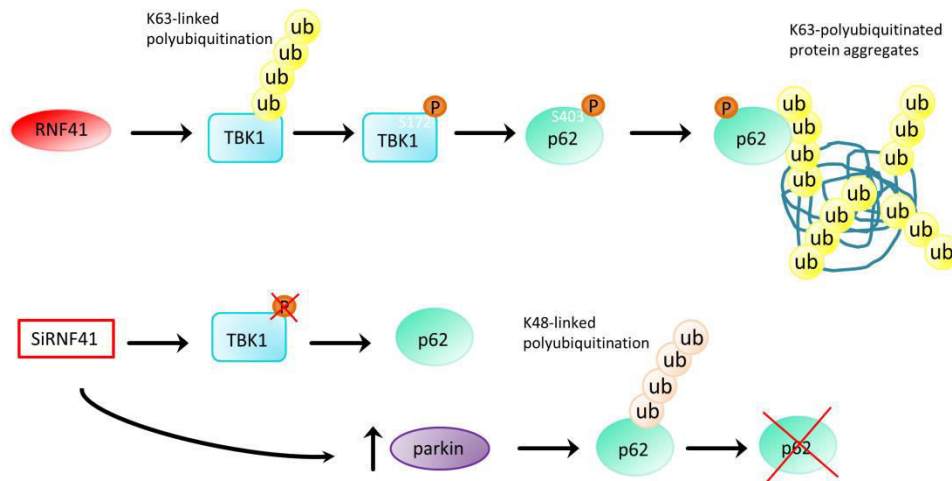 K63-linked
polyubiquitination
ub
ub
ub
ub
K63-polyubiquitinated
protein aggregates
RNF41
TBK1
P
S172
TBK1
P
S403
p62
P
p62
ub
ub
ub
ub
ub
ub
ub
ub
ub
ub
ub
ub
ub
ub
SiRNF41
P
TBK1
p62
K48-linked
polyubiquitination
ub
ub
ub
ub
parkin
p62
p62